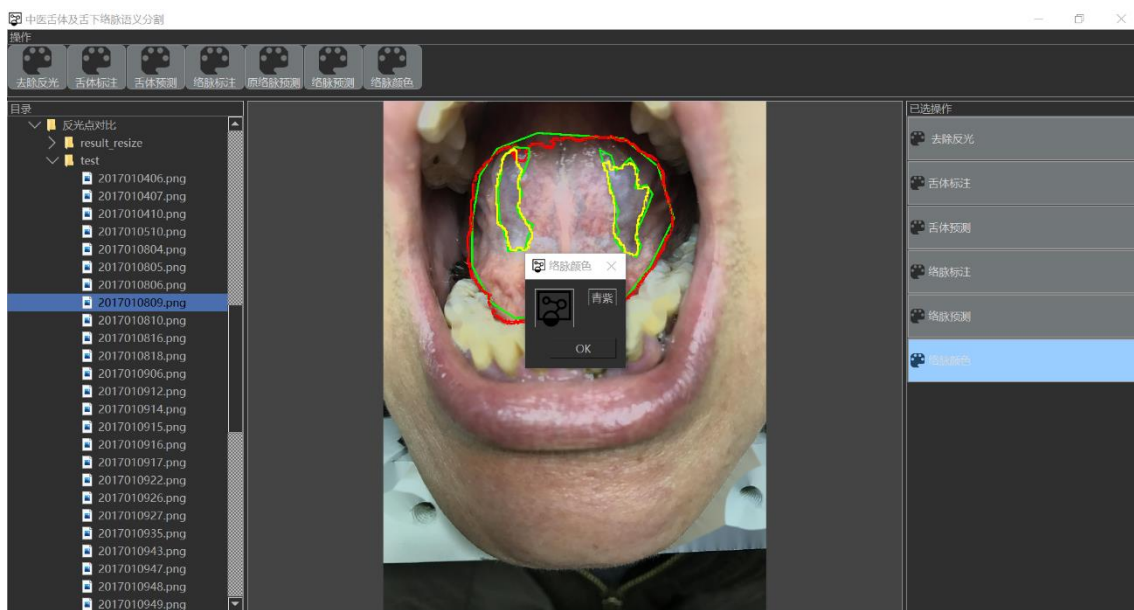 中医舌体及舌下络脉语义分割
操作
去除反光 舌体标注 舌体预测 络脉标注 原络脉预测 络脉预测 络脉颜色
目录
反光点对比
result_resize
test
2017010406.png
2017010407.png
2017010410.png
2017010510.png
2017010804.png
2017010805.png
2017010806.png
2017010809.png
2017010810.png
2017010816.png
2017010818.png
2017010906.png
2017010912.png
2017010914.png
2017010915.png
2017010916.png
2017010917.png
2017010922.png
2017010926.png
2017010927.png
2017010935.png
2017010943.png
2017010947.png
2017010948.png
2017010949.png
络脉颜色
青紫
OK
已选操作
去除反光
舌体标注
舌体预测
络脉标注
络脉预测
络脉颜色